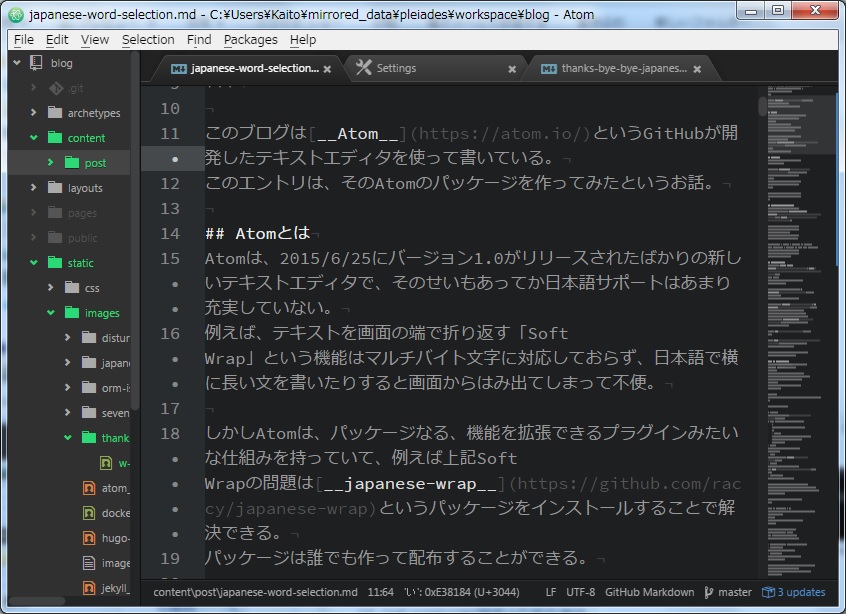 japanese-word-selection.md - C:¥Users¥Kaito¥mirrored_data¥pleiades¥workspace¥blog - Atom
File Edit View Selection Find Packages Help
blog
.git
archetypes
content
post
layouts
pages
public
static
css
images
distur
japane
orm-is
seven
thank
w-
atom_
docke
hugo-
image
jekyll_
japanese-word-selection... ×
Settings ×
thanks-bye-bye-japanes... ×
10 ¬
11 このブログは[__Atom__](https://atom.io/)というGitHubが開
• 発したテキストエディタを使って書いている。¬
12 このエントリは、そのAtomのパッケージを作ってみたというお話。¬
13 ¬
14 ## Atomとは¬
15 Atomは、2015/6/25にバージョン1.0がリリースされたばかりの新し
• いテキストエディタで、そのせいもあってか日本語サポートはあまり
• 充実していない。¬
16 例えば、テキストを画面の端で折り返す「Soft
• Wrap」という機能はマルチバイト文字に対応しておらず、日本語で横
• に長い文を書いたりすると画面からはみ出てしまって不便。¬
17 ¬
18 しかしAtomは、パッケージなる、機能を拡張できるプラグインみたい
• な仕組みを持っていて、例えば上記Soft
• Wrapの問題は[__japanese-wrap__](https://github.com/rac
• cy/japanese-wrap)というパッケージをインストールすることで解
• 決できる。¬
19 パッケージは誰でも作って配布することができる。¬
content\post\japanese-word-selection.md 11:64 'い': 0xE38184 (U+3044) LF UTF-8 GitHub Markdown master 3 updates